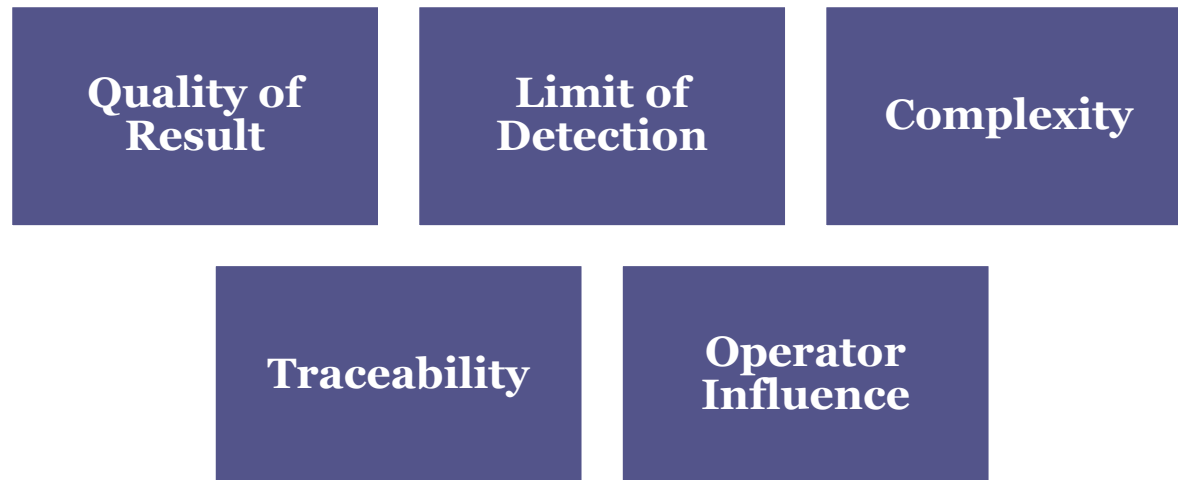 Quality of
Result
Limit of
Detection
Complexity
Traceability
Operator
Influence